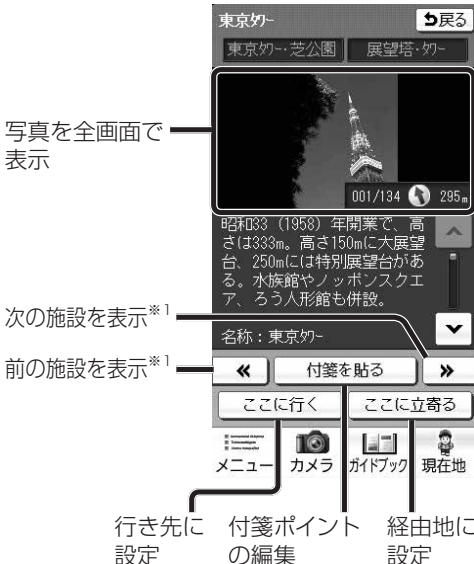 東京ﾀﾜｰ
戻る
東京ﾀﾜｰ・芝公園 展望塔・ﾀﾜｰ
写真を全画面で
表示
001/134 295m
昭和33（1958）年開業で、高
さは333m。高さ150mに大展望
台、250mには特別展望台があ
る。水族館やノッポンスクエ
ア、ろう人形館も併設。
次の施設を表示※1
名称：東京ﾀﾜｰ
前の施設を表示※1
« 付箋を貼る »
ここに行く ここに立寄る
メニュー カメラ ガイドブック 現在地
行き先に
設定
付箋ポイント
の編集
経由地に
設定